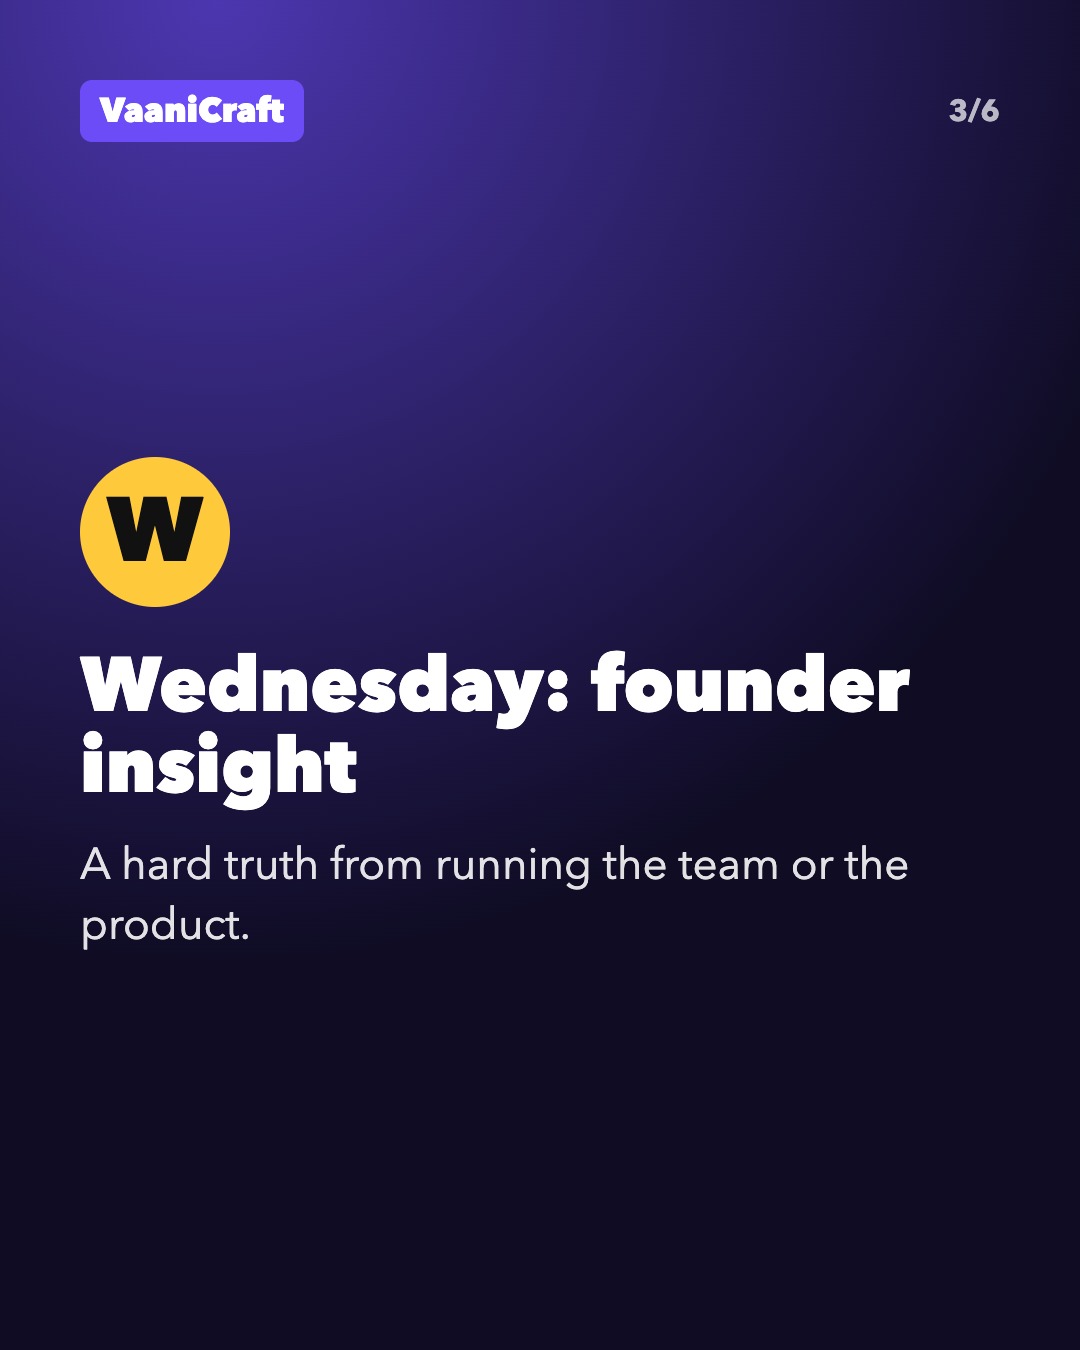 VaaniCraft
3/6
W
Wednesday: founder
insight
A hard truth from running the team or the
product.